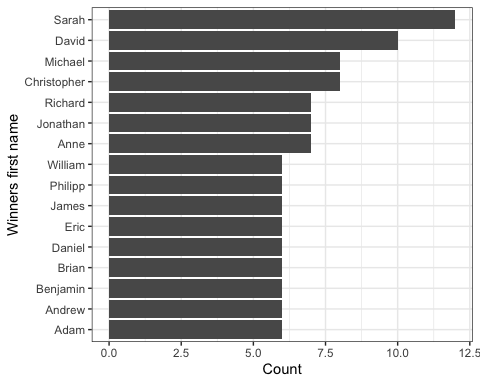 Sarah
David
Michael
Christopher
Richard
Jonathan
Anne
William
Philipp
James
Eric
Daniel
Brian
Benjamin
Andrew
Adam
Winners first name
0.0 2.5 5.0 7.5 10.0 12.5
Count